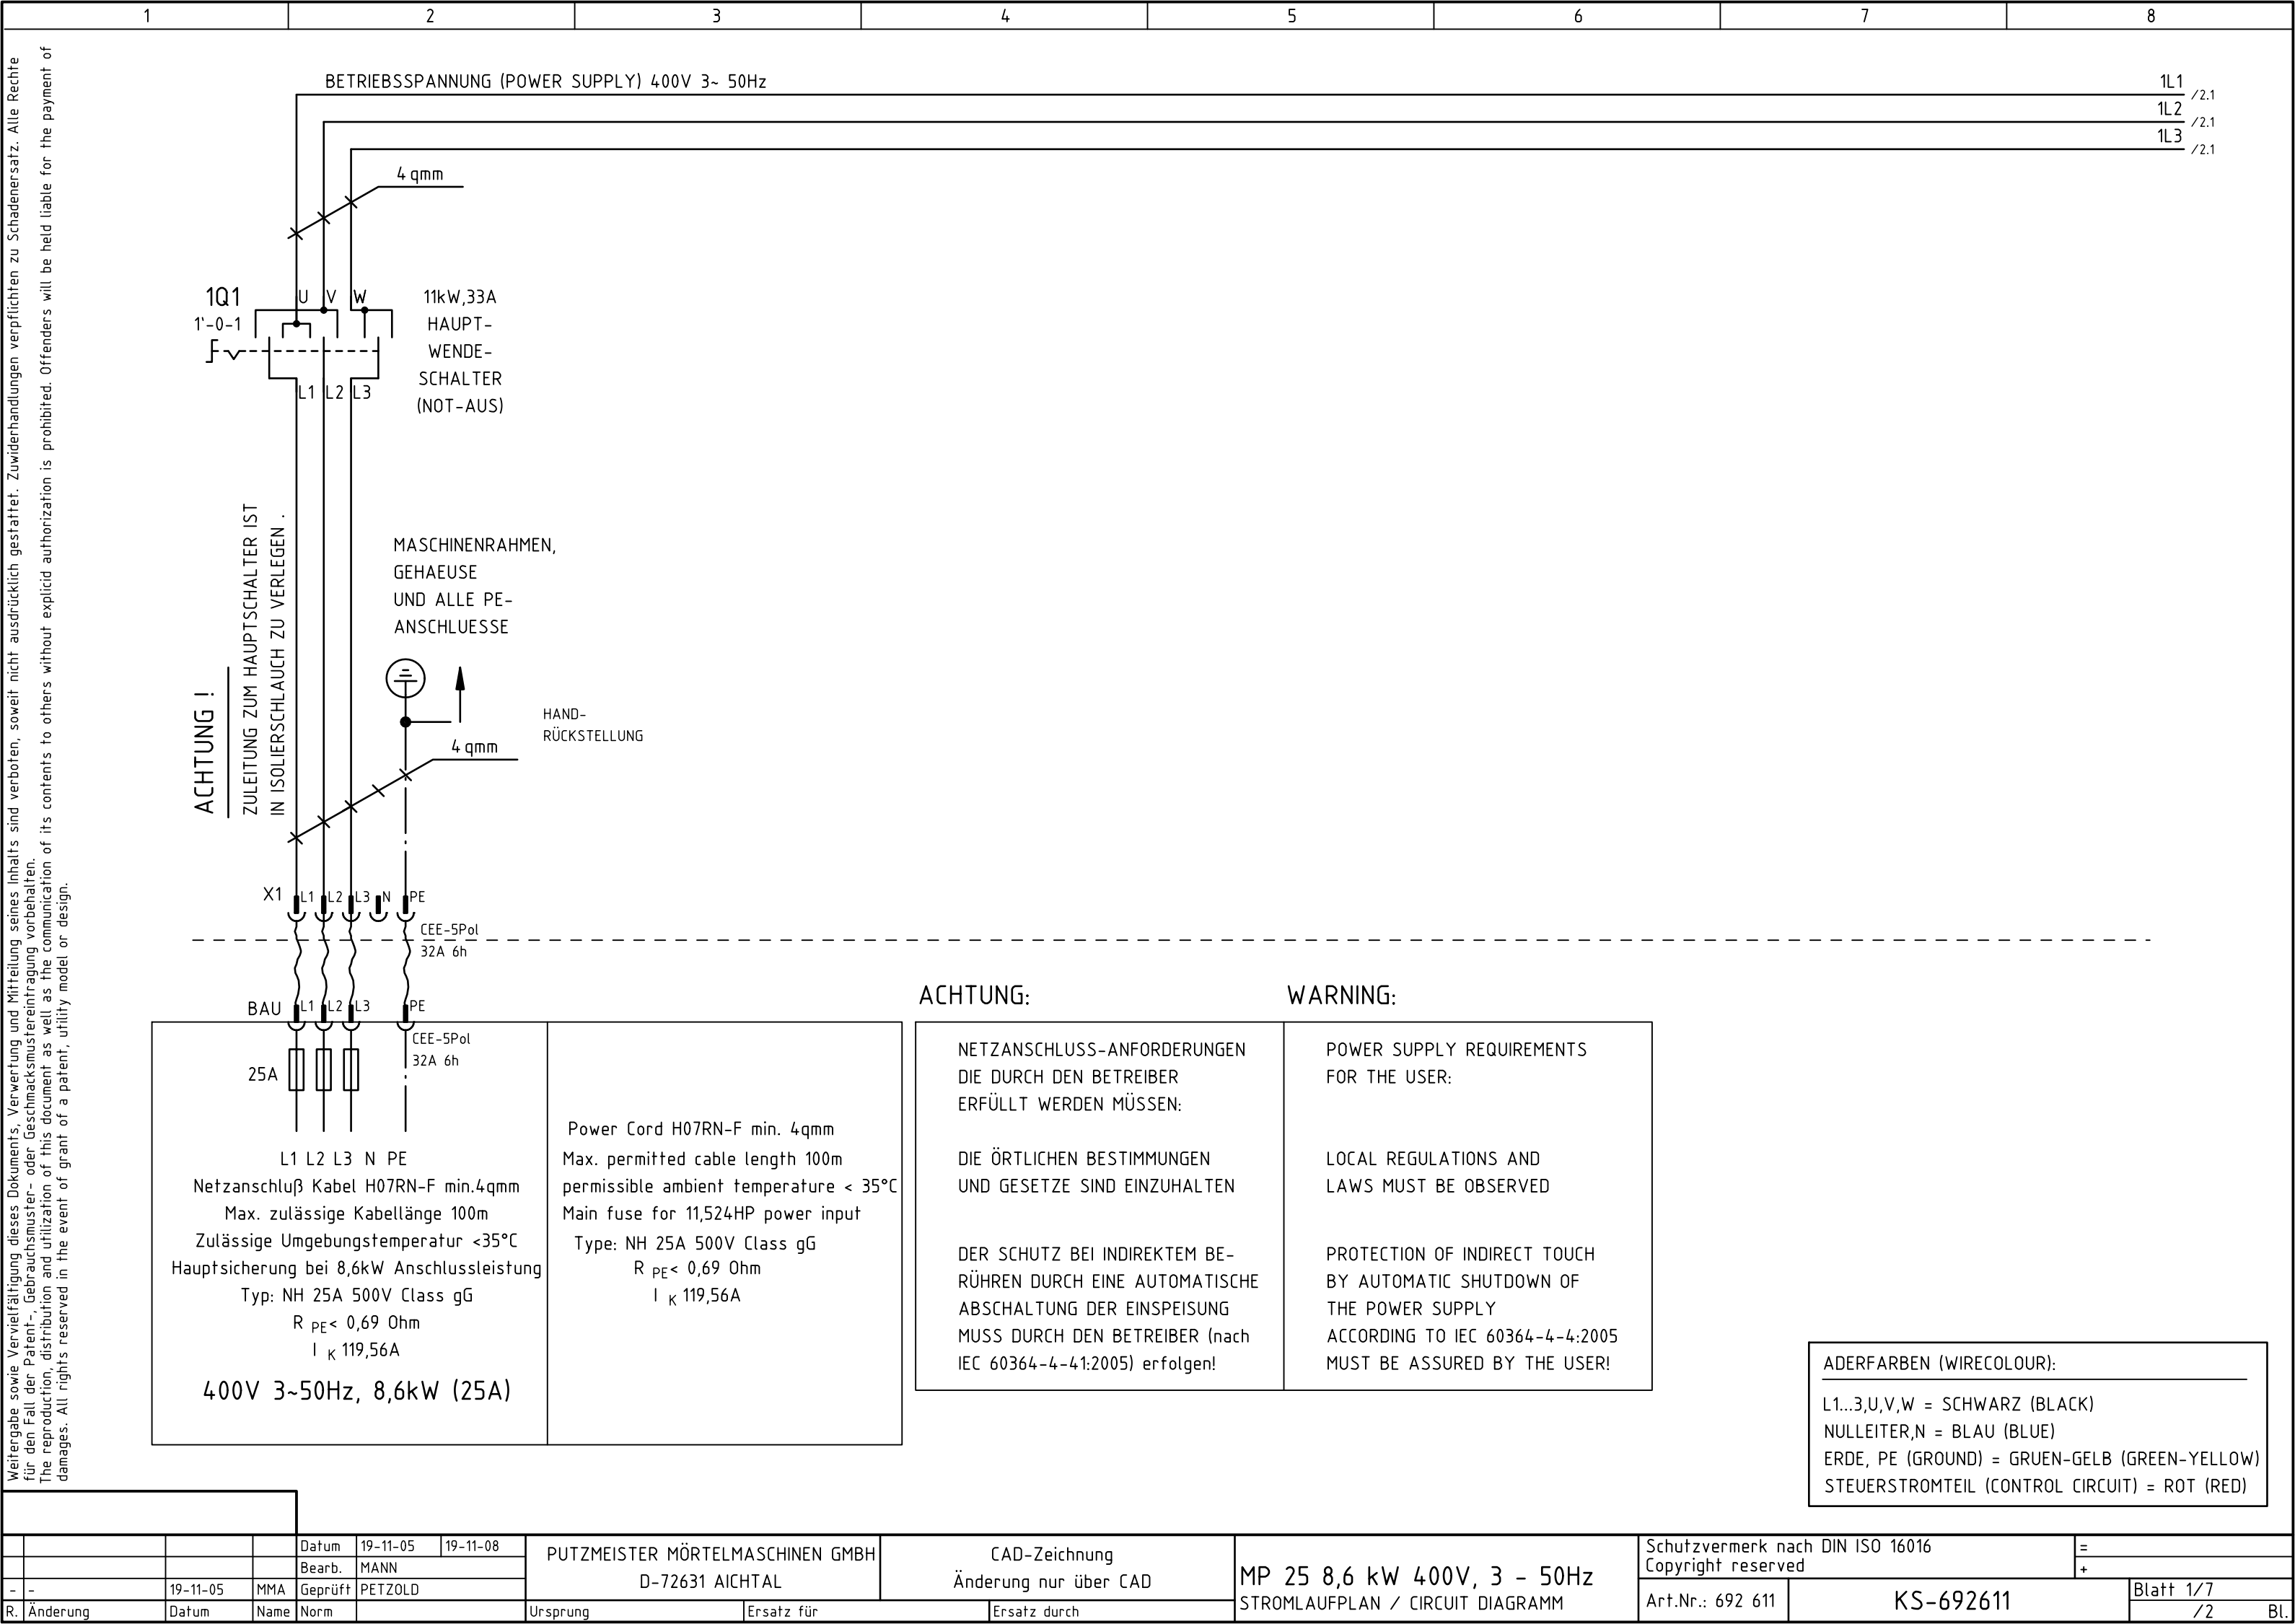 1 2 3 4 5 6 7 8
Weitergabe sowie Vervielfältigung dieses Dokuments, Verwertung und Mitteilung seines Inhalts sind verboten, soweit nicht ausdrücklich gestattet. Zuwiderhandlungen verpflichten zu Schadenersatz. Alle Rechte
für den Fall der Patent-, Gebrauchsmuster- oder Geschmacksmustereintragung vorbehalten.
The reproduction, distribution and utilization of this document as well as the communication of its contents to others without explicid authorization is prohibited. Offenders will be held liable for the payment of
damages. All rights reserved in the event of grant of a patent, utility model or design.
BETRIEBSSPANNUNG (POWER SUPPLY) 400V 3~ 50Hz
1L1 /2.1
1L2 /2.1
1L3 /2.1
4 qmm
1Q1
1'-0-1
U V W
L1 L2 L3
11kW,33A
HAUPT-
WENDE-
SCHALTER
(NOT-AUS)
ACHTUNG !
ZULEITUNG ZUM HAUPTSCHALTER IST
IN ISOLIERSCHLAUCH ZU VERLEGEN .
MASCHINENRAHMEN,
GEHAEUSE
UND ALLE PE-
ANSCHLUESSE
HAND-
RÜCKSTELLUNG
4 qmm
X1 L1 L2 L3 N PE
CEE-5Pol
32A 6h
BAU L1 L2 L3 PE
CEE-5Pol
32A 6h
25A
L1 L2 L3 N PE
Netzanschluß Kabel H07RN-F min.4qmm
Max. zulässige Kabellänge 100m
Zulässige Umgebungstemperatur <35°C
Hauptsicherung bei 8,6kW Anschlussleistung
Typ: NH 25A 500V Class gG
R PE< 0,69 Ohm
I K 119,56A
400V 3~50Hz, 8,6kW (25A)
Power Cord H07RN-F min. 4qmm
Max. permitted cable length 100m
permissible ambient temperature < 35°C
Main fuse for 11,524HP power input
Type: NH 25A 500V Class gG
R PE< 0,69 Ohm
I K 119,56A
ACHTUNG:
NETZANSCHLUSS-ANFORDERUNGEN
DIE DURCH DEN BETREIBER
ERFÜLLT WERDEN MÜSSEN:
DIE ÖRTLICHEN BESTIMMUNGEN
UND GESETZE SIND EINZUHALTEN
DER SCHUTZ BEI INDIREKTEM BE-
RÜHREN DURCH EINE AUTOMATISCHE
ABSCHALTUNG DER EINSPEISUNG
MUSS DURCH DEN BETREIBER (nach
IEC 60364-4-41:2005) erfolgen!
WARNING:
POWER SUPPLY REQUIREMENTS
FOR THE USER:
LOCAL REGULATIONS AND
LAWS MUST BE OBSERVED
PROTECTION OF INDIRECT TOUCH
BY AUTOMATIC SHUTDOWN OF
THE POWER SUPPLY
ACCORDING TO IEC 60364-4-4:2005
MUST BE ASSURED BY THE USER!
ADERFARBEN (WIRECOLOUR):
L1...3,U,V,W = SCHWARZ (BLACK)
NULLEITER,N = BLAU (BLUE)
ERDE, PE (GROUND) = GRUEN-GELB (GREEN-YELLOW)
STEUERSTROMTEIL (CONTROL CIRCUIT) = ROT (RED)
Datum 19-11-05 19-11-08
Bearb. MANN
- - 19-11-05 MMA Geprüft PETZOLD
R. Änderung Datum Name Norm
PUTZMEISTER MÖRTELMASCHINEN GMBH
D-72631 AICHTAL
Ursprung Ersatz für Ersatz durch
CAD-Zeichnung
Änderung nur über CAD
MP 25 8,6 kW 400V, 3 - 50Hz
STROMLAUFPLAN / CIRCUIT DIAGRAMM
Schutzvermerk nach DIN ISO 16016
Copyright reserved
=
+
Art.Nr.: 692 611
KS-692611
Blatt 1/7
/2 Bl.